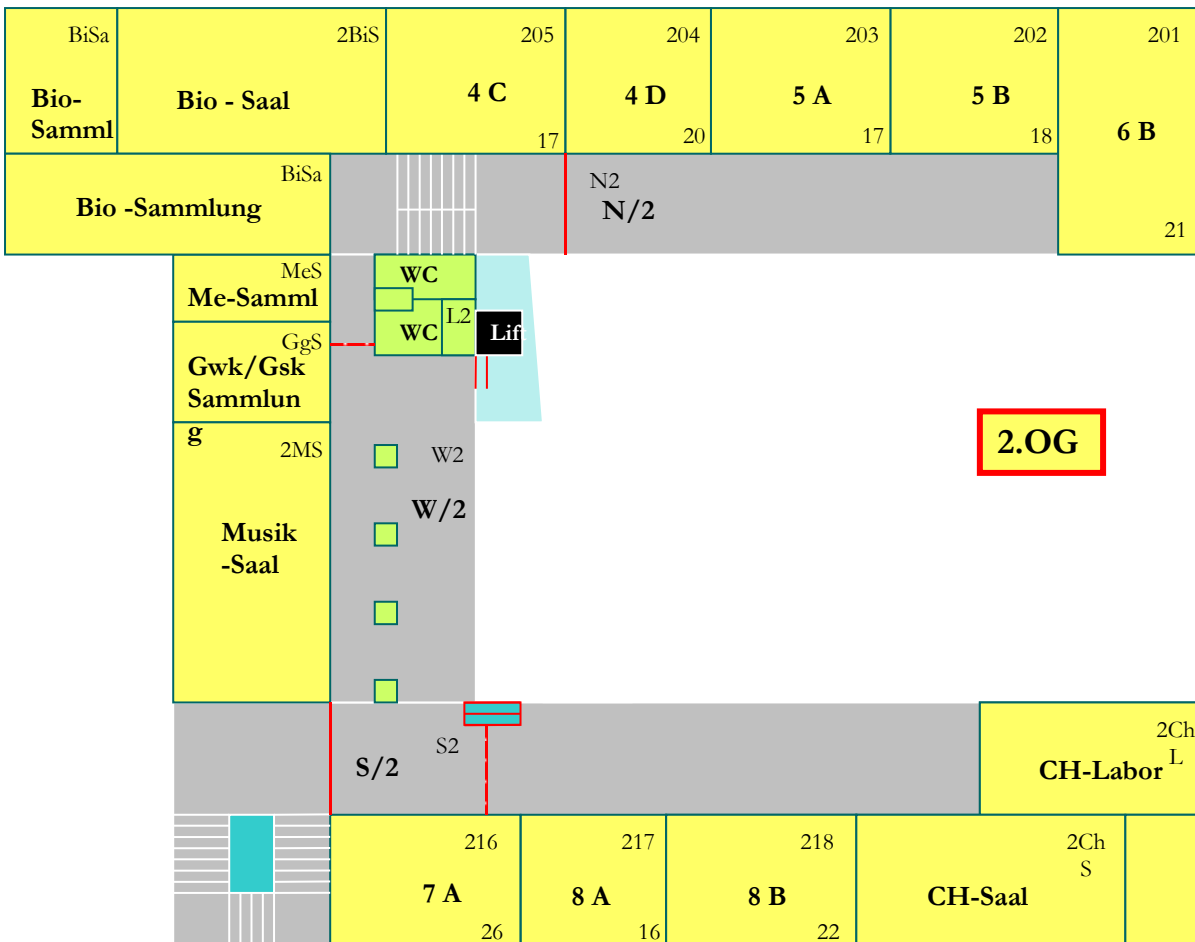 BiSa
Bio-
Samml
2BiS
Bio - Saal
205
4 C
17
204
4 D
20
203
5 A
17
202
5 B
18
201
6 B
21
BiSa
Bio -Sammlung
N2
N/2
MeS
Me-Samml
WC
WC
L2
Lif
GgS
Gwk/Gsk
Sammlun
g
2MS
Musik
-Saal
W2
W/2
2.OG
S2
S/2
2Ch
L
CH-Labor
216
7 A
26
217
8 A
16
218
8 B
22
2Ch
S
CH-Saal